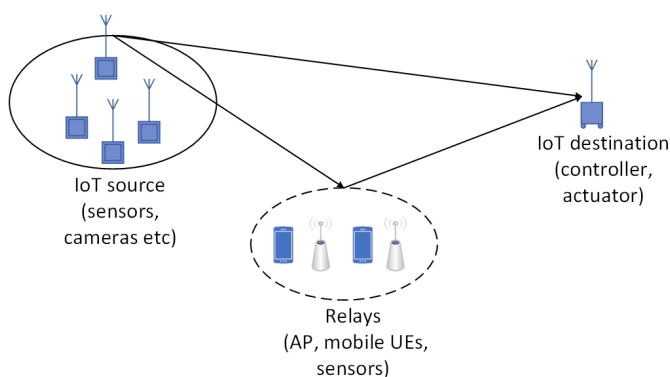 IoT source
(sensors,
cameras etc)
IoT destination
(controller,
actuator)
Relays
(AP, mobile UEs,
sensors)